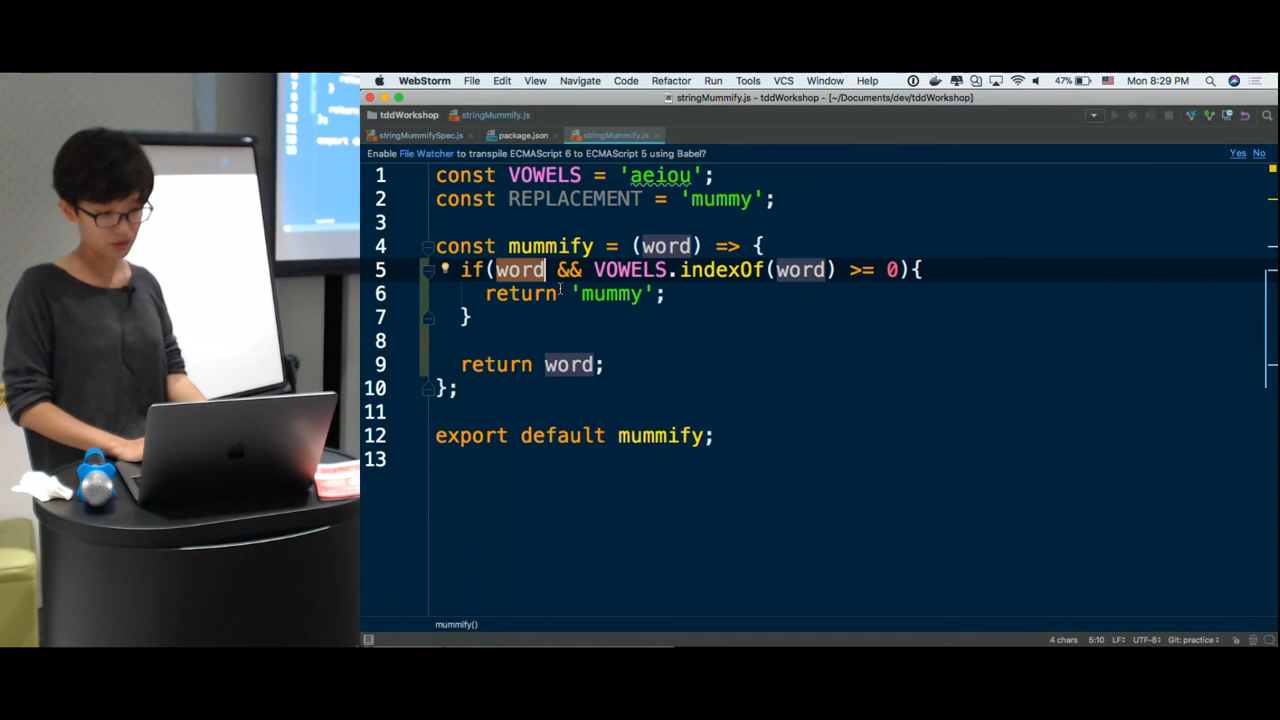 WebStorm File Edit View Navigate Code Refactor Run Tools VCS Window Help 47% Mon 8:29 PM
stringMummify.js - tddWorkshop - [~/Documents/dev/tddWorkshop]
tddWorkshop stringMummify.js
stringMummifySpec.js package.json stringMummify.js
Enable File Watcher to transpile ECMAScript 6 to ECMAScript 5 using Babel? Yes No
1 const VOWELS = 'aeiou';
2 const REPLACEMENT = 'mummy';
3
4 const mummify = (word) => {
5 if(word && VOWELS.indexOf(word) >= 0){
6 return 'mummy';
7 }
8
9 return word;
10 };
11
12 export default mummify;
13
mummify()
4 chars 5:10 LF÷ UTF-8÷ Git: practice÷